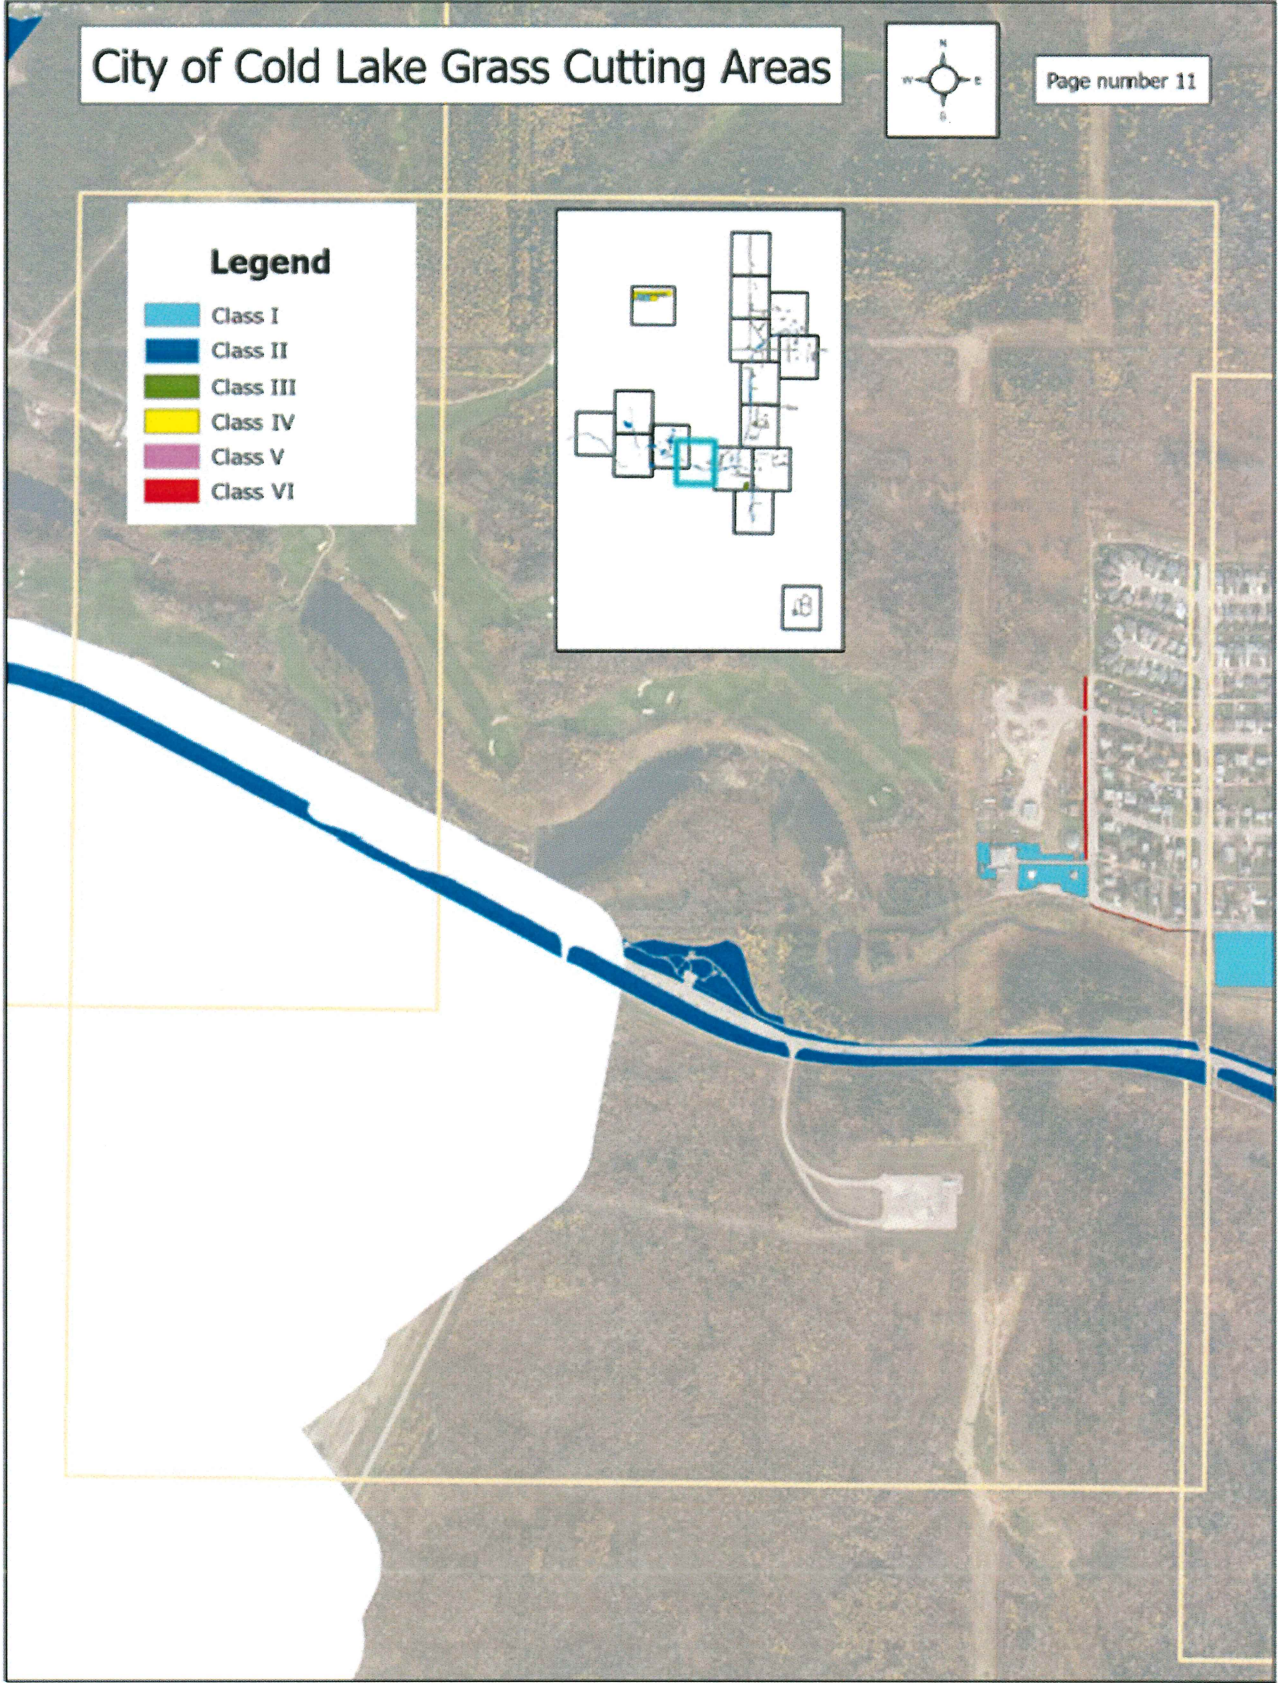 City of Cold Lake Grass Cutting Areas
N
W E
S
Page number 11
Legend
Class I
Class II
Class III
Class IV
Class V
Class VI